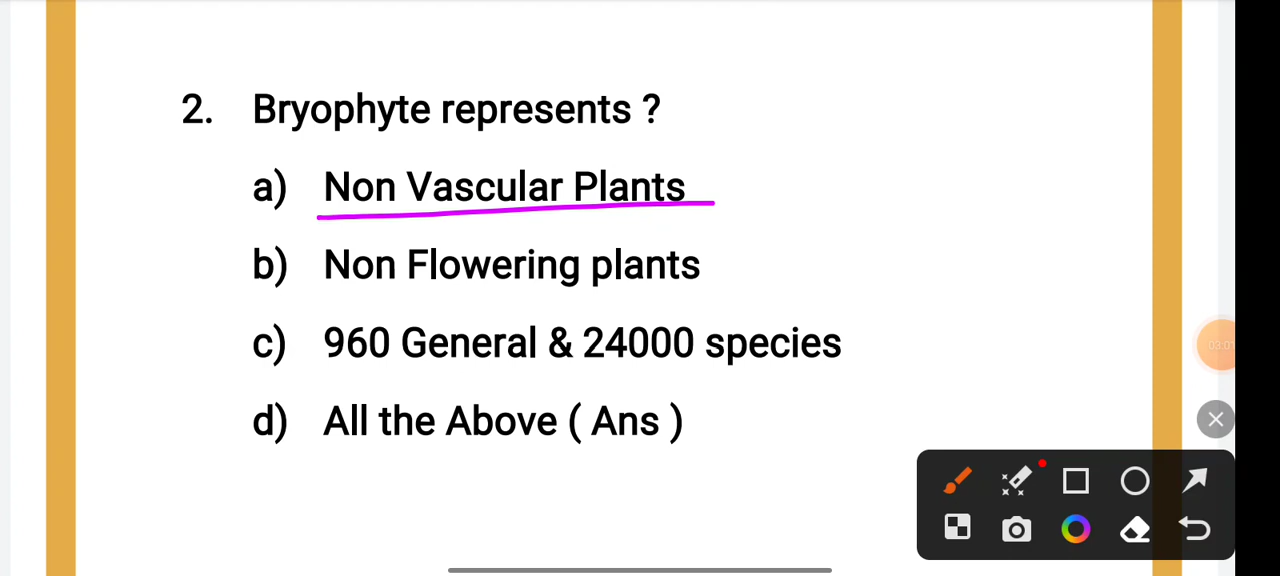 2. Bryophyte represents ?
a) Non Vascular Plants
b) Non Flowering plants
c) 960 General & 24000 species
d) All the Above ( Ans )